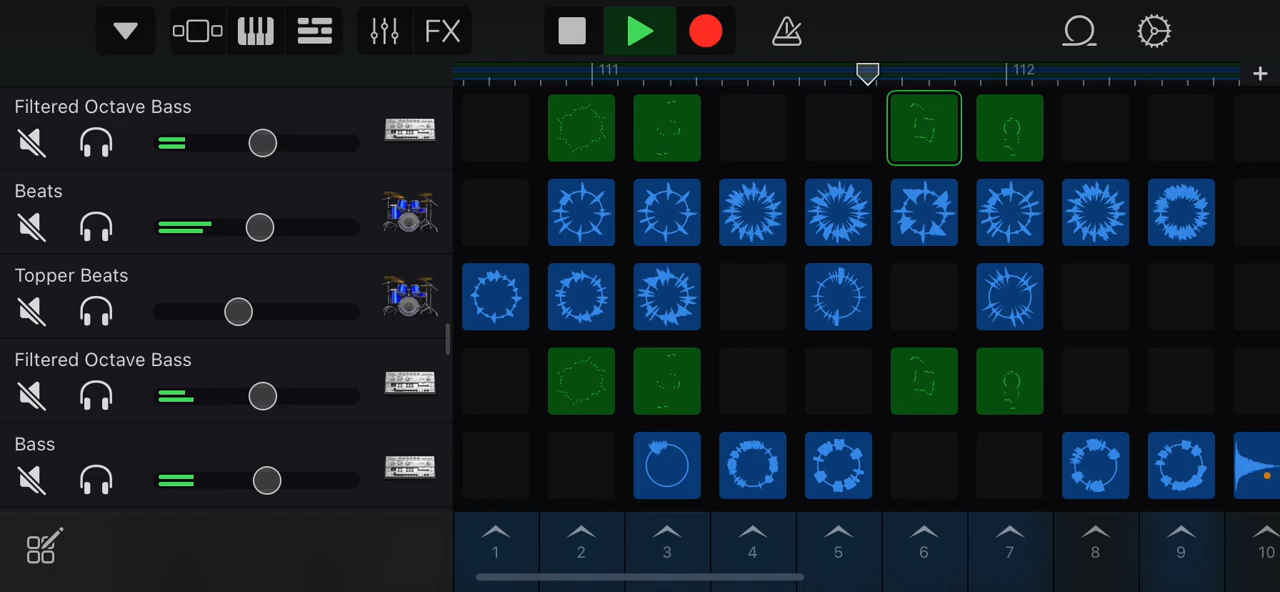 FX
111
112
+
Filtered Octave Bass
Beats
Topper Beats
Filtered Octave Bass
Bass
1 2 3 4 5 6 7 8 9 10